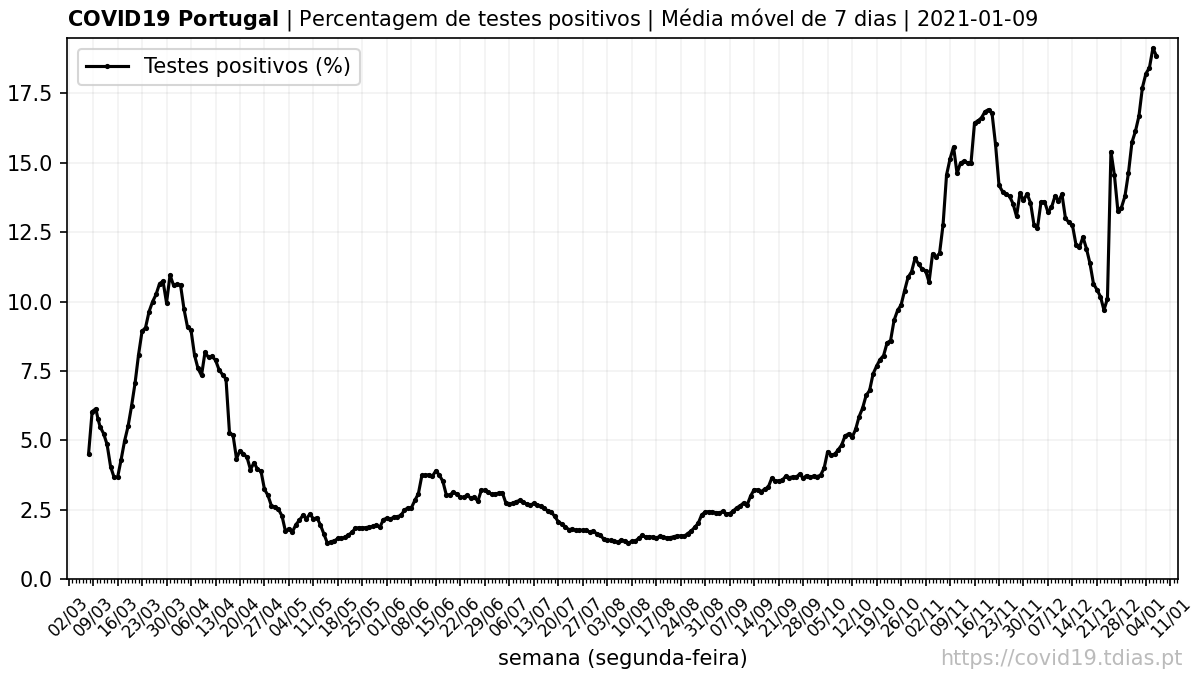 COVID19 Portugal | Percentagem de testes positivos | Média móvel de 7 dias | 2021-01-09
Testes positivos (%)
17.5
15.0
12.5
10.0
7.5
5.0
2.5
0.0
02/03 09/03 16/03 23/03 30/03 06/04 13/04 20/04 27/04 04/05 11/05 18/05 25/05 01/06 08/06 15/06 22/06 29/06 06/07 13/07 20/07 27/07 03/08 10/08 17/08 24/08 31/08 07/09 14/09 21/09 28/09 05/10 12/10 19/10 26/10 02/11 09/11 16/11 23/11 30/11 07/12 14/12 21/12 28/12 04/01 11/01
semana (segunda-feira)
https://covid19.tdias.pt